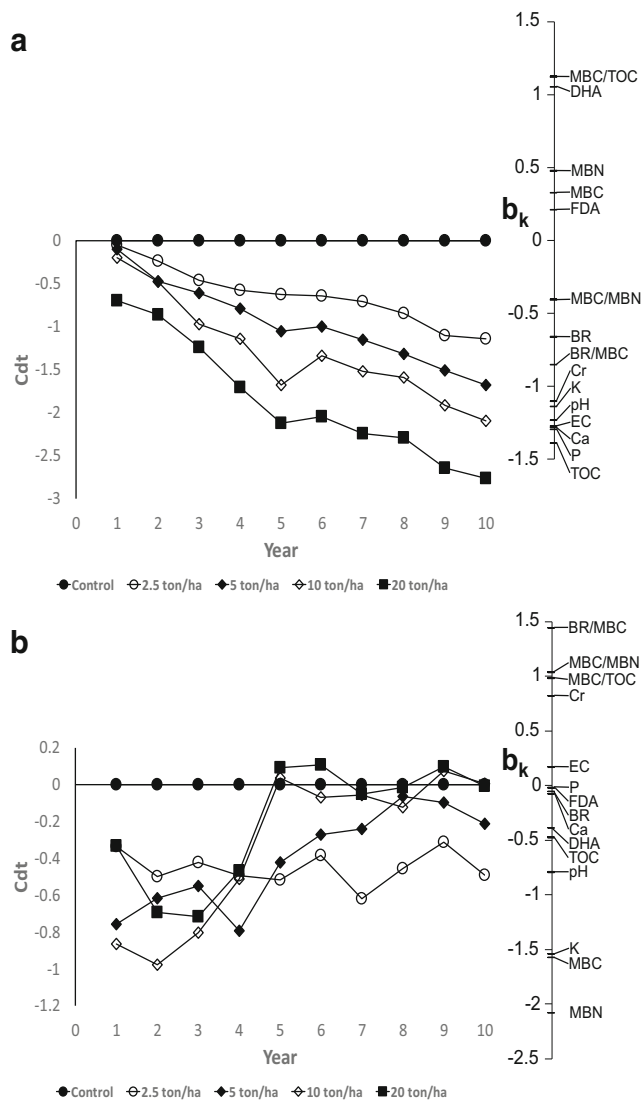 a
1.5
MBC/TOC
1
DHA
0.5
MBN
MBC
FDA
b_k
0
MBC/MBN
-0.5
BR
BR/MBC
Cr
-1
K
pH
EC
Ca
P
-1.5
TOC
0
-0.5
-1
-1.5
-2
-2.5
-3
Cdt
0 1 2 3 4 5 6 7 8 9 10
Year
Control 2.5 ton/ha 5 ton/ha 10 ton/ha 20 ton/ha
b
1.5
BR/MBC
MBC/MBN
1
MBC/TOC
Cr
0.5
EC
b_k
0
P
FDA
BR
Ca
-0.5
DHA
TOC
pH
-1
-1.5
K
MBC
-2
MBN
-2.5
0.2
0
-0.2
-0.4
-0.6
-0.8
-1
-1.2
Cdt
0 1 2 3 4 5 6 7 8 9 10
Year
Control 2.5 ton/ha 5 ton/ha 10 ton/ha 20 ton/ha